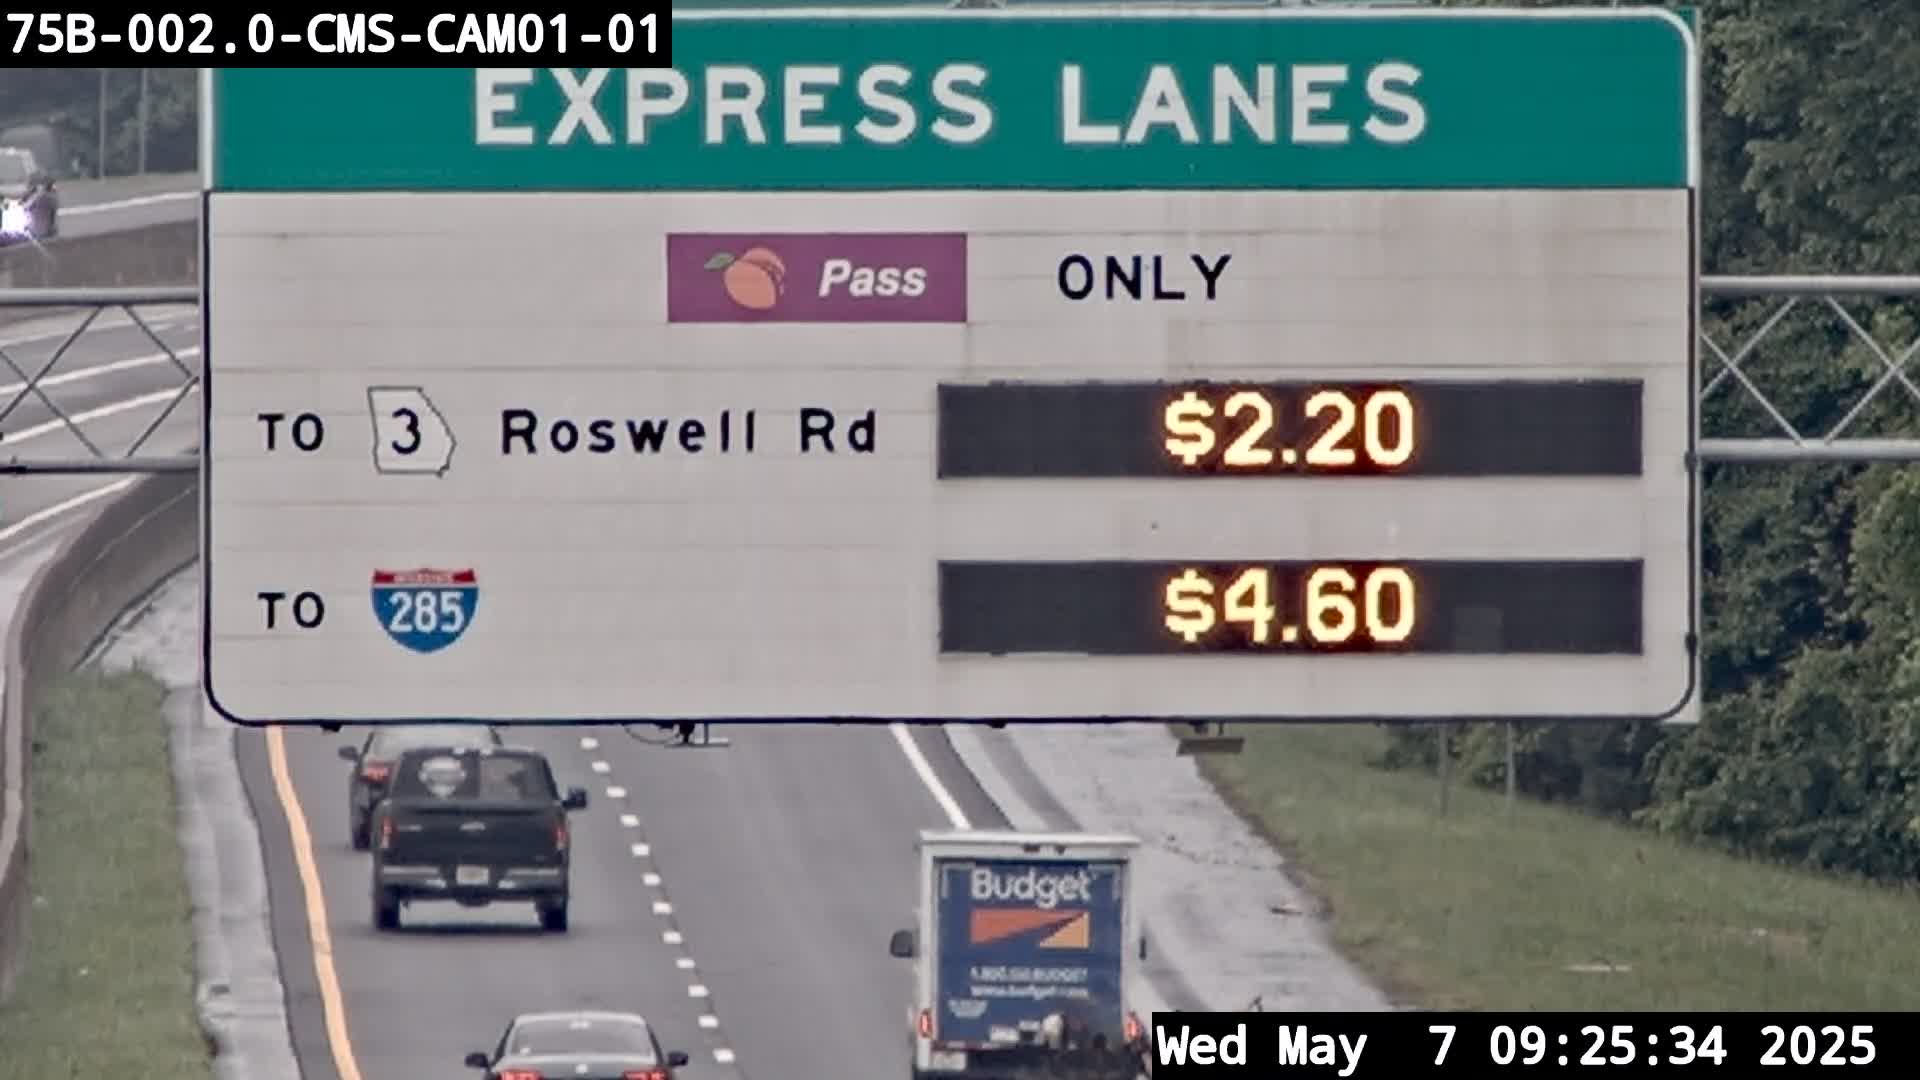 75B-002.0-CMS-CAM01-01
EXPRESS LANES
Pass ONLY
TO 3 Roswell Rd $2.20
TO 285 $4.60
Budget
Wed May 7 09:25:34 2025